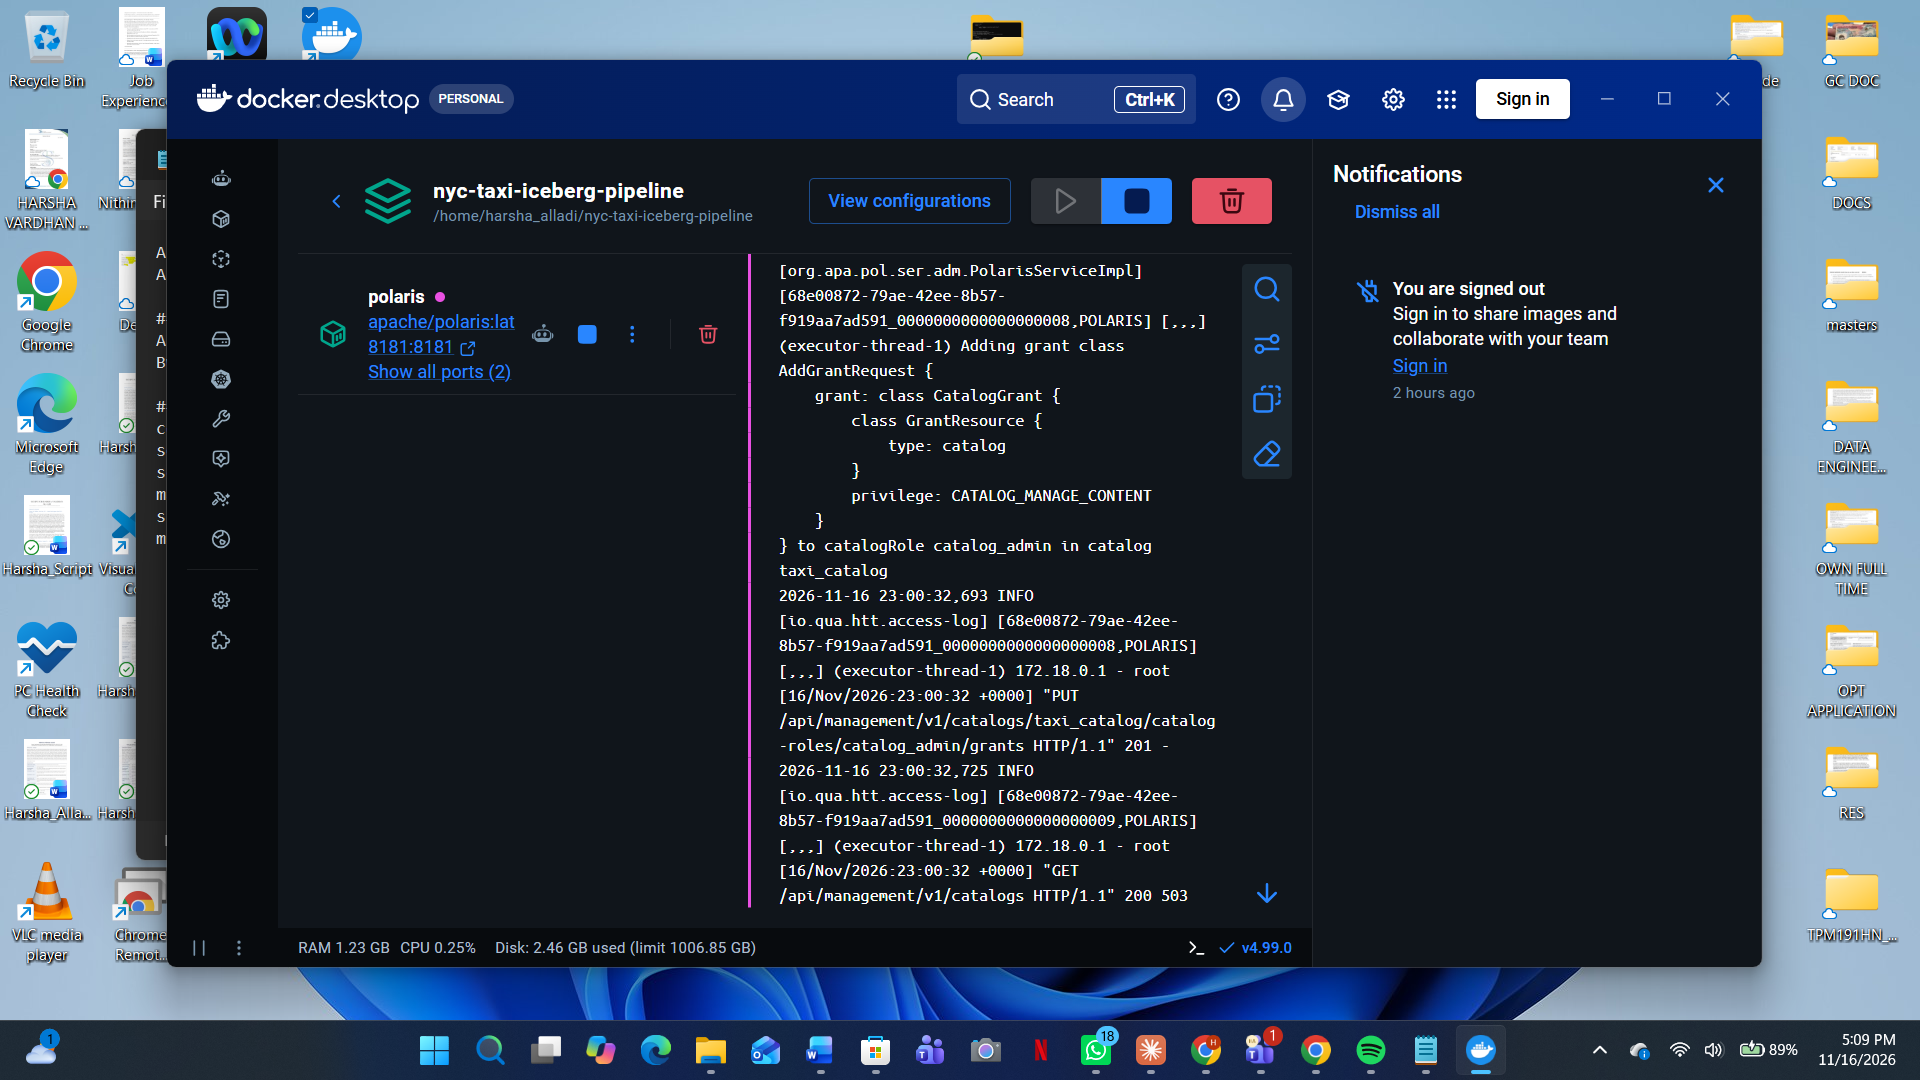 Recycle Bin
Job
Experienc
de
GC DOC
docker.desktop
PERSONAL
Search
Ctrl+K
Sign in
HARSHA
VARDHAN ...
Nithin
Fi
nyc-taxi-iceberg-pipeline
/home/harsha_alladi/nyc-taxi-iceberg-pipeline
View configurations
Notifications
Dismiss all
You are signed out
Sign in to share images and
collaborate with your team
Sign in
2 hours ago
polaris
apache/polaris:lat
8181:8181
Show all ports (2)
[org.apa.pol.ser.adm.PolarisServiceImpl]
[68e00872-79ae-42ee-8b57-
f919aa7ad591_0000000000000000008,POLARIS] [,,,]
(executor-thread-1) Adding grant class
AddGrantRequest {
grant: class CatalogGrant {
class GrantResource {
type: catalog
}
privilege: CATALOG_MANAGE_CONTENT
}
} to catalogRole catalog_admin in catalog
taxi_catalog
2026-11-16 23:00:32,693 INFO
[io.qua.htt.access-log] [68e00872-79ae-42ee-
8b57-f919aa7ad591_0000000000000000008,POLARIS]
[,,,] (executor-thread-1) 172.18.0.1 - root
[16/Nov/2026:23:00:32 +0000] "PUT
/api/management/v1/catalogs/taxi_catalog/catalog
-roles/catalog_admin/grants HTTP/1.1" 201 -
2026-11-16 23:00:32,725 INFO
[io.qua.htt.access-log] [68e00872-79ae-42ee-
8b57-f919aa7ad591_0000000000000000009,POLARIS]
[,,,] (executor-thread-1) 172.18.0.1 - root
[16/Nov/2026:23:00:32 +0000] "GET
/api/management/v1/catalogs HTTP/1.1" 200 503
RAM 1.23 GB CPU 0.25% Disk: 2.46 GB used (limit 1006.85 GB)
v4.99.0
A
A
#
A
B
#
c
s
s
m
s
m
Google
Chrome
De
Microsoft
Edge
Harsh
Harsha_Script
Visua
Co
PC Health
Check
Harsh
Harsha_Alla...
Harsh
VLC media
player
Chrome
Remot...
DOCS
masters
DATA
ENGINEE...
OWN FULL
TIME
OPT
APPLICATION
RES
TPM191HN_...
1
18
1
89%
5:09 PM
11/16/2026